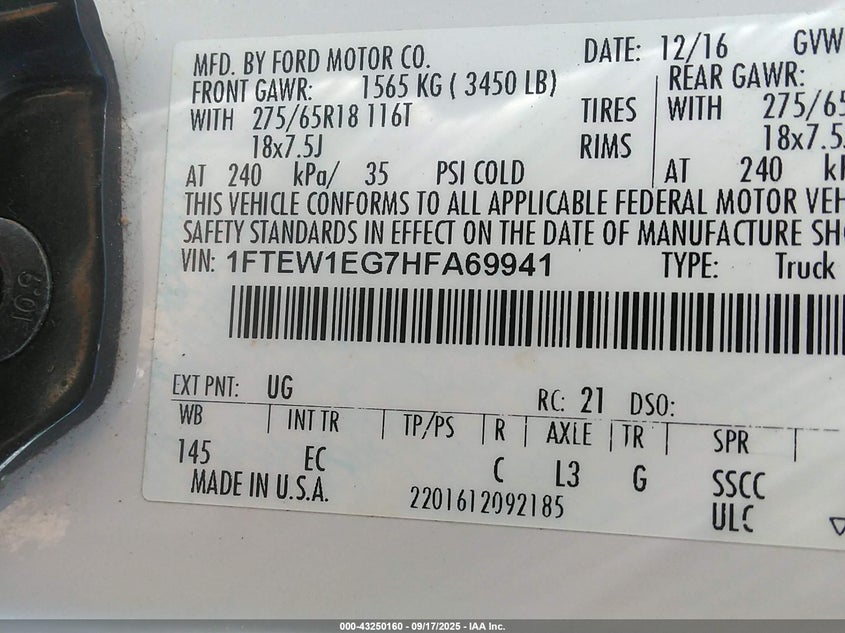 MFD. BY FORD MOTOR CO. DATE: 12/16 GVW
FRONT GAWR: 1565 KG ( 3450 LB) REAR GAWR:
WITH 275/65R18 116T TIRES WITH 275/65
18x7.5J RIMS 18x7.5J
AT 240 kPa/ 35 PSI COLD AT 240
THIS VEHICLE CONFORMS TO ALL APPLICABLE FEDERAL MOTOR VEH
SAFETY STANDARDS IN EFFECT ON THE DATE OF MANUFACTURE SH
VIN: 1FTEW1EG7HFA69941 TYPE: Truck
EXT PNT: UG RC: 21 DSO:
WB INT TR TP/PS R AXLE TR SPR
145 EC C L3 G SSCC
MADE IN U.S.A. 2201612092185 ULC
000-43250160 - 09/17/2025 - IAA Inc.